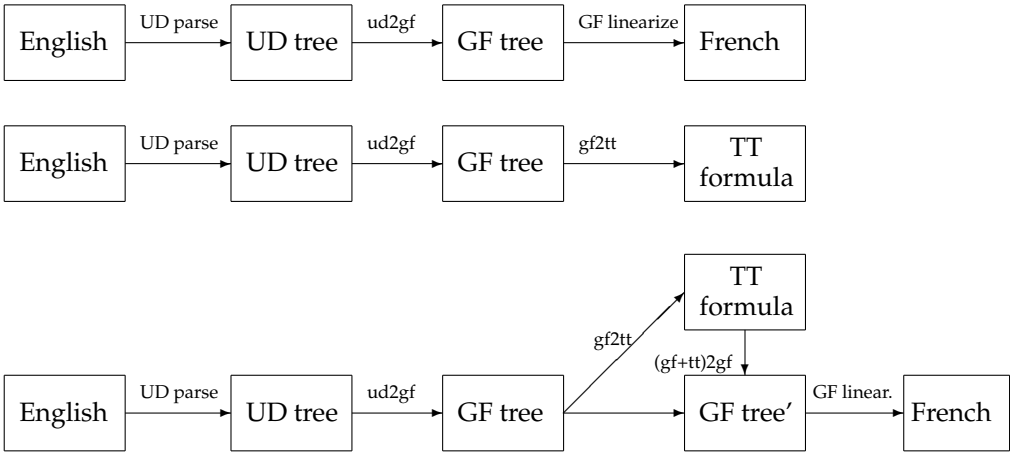 UD parse ud2gf GF linearize
English UD tree GF tree French
UD parse ud2gf gf2tt
English UD tree GF tree TT
formula
TT
formula
gf2tt
(gf+tt)2gf
UD parse ud2gf GF linear.
English UD tree GF tree GF tree′ French